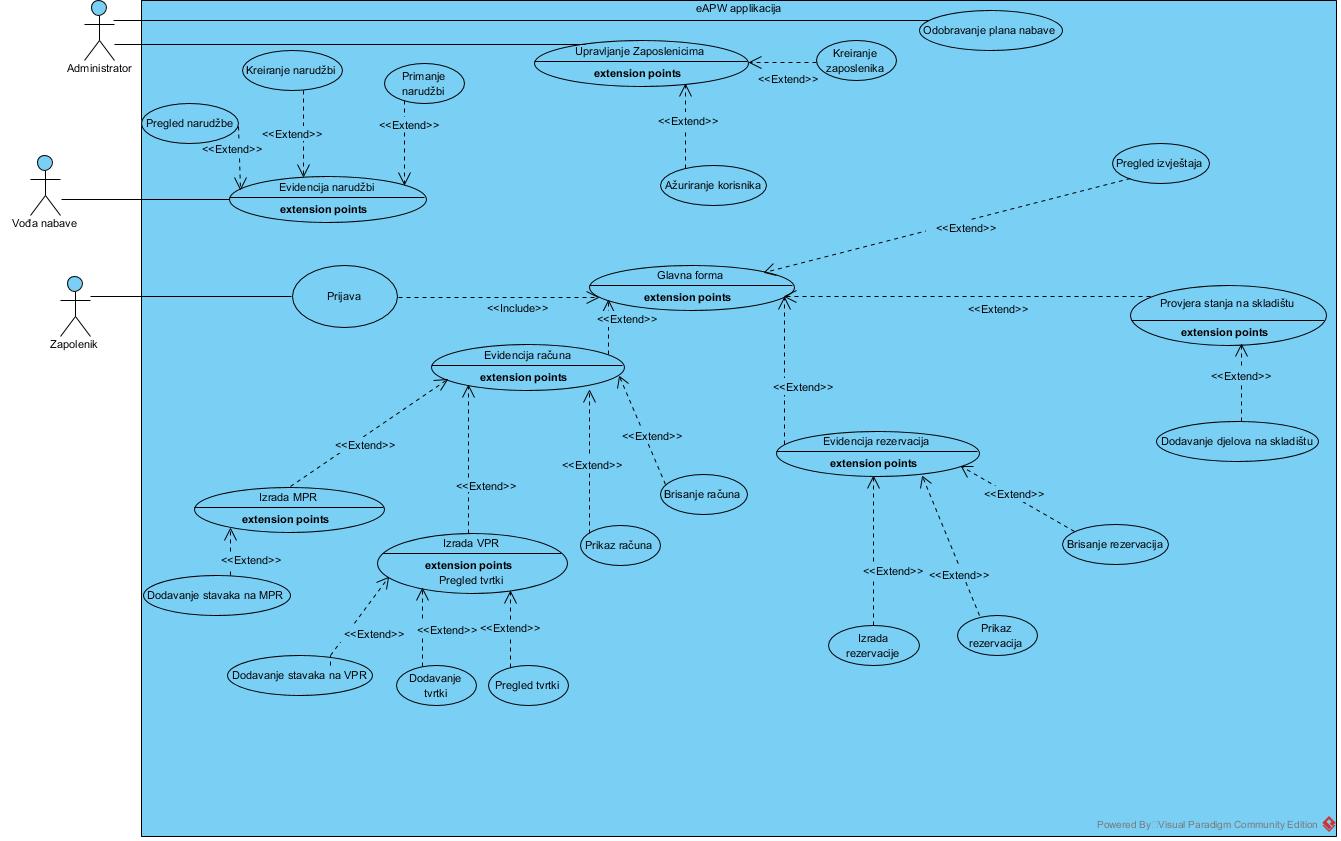 eAPW applikacija
Administrator
Odobravanje plana nabave
Upravljanje Zaposlenicima
extension points
<<Extend>>
Kreiranje
zaposlenika
Kreiranje narudžbi
Primanje
narudžbi
Pregled narudžbe
<<Extend>>
<<Extend>>
<<Extend>>
<<Extend>>
Ažuriranje korisnika
Evidencija narudžbi
extension points
Vođa nabave
Pregled izvještaja
<<Extend>>
Zapolenik
Prijava
<<Include>>
Glavna forma
extension points
<<Extend>>
<<Extend>>
Provjera stanja na skladištu
extension points
Evidencija računa
extension points
<<Extend>>
<<Extend>>
Dodavanje djelova na skladištu
<<Extend>>
<<Extend>>
<<Extend>>
<<Extend>>
Evidencija rezervacija
extension points
Izrada MPR
extension points
Brisanje računa
<<Extend>>
<<Extend>>
Izrada VPR
extension points
Pregled tvrtki
Prikaz računa
Brisanje rezervacija
<<Extend>>
Dodavanje stavaka na MPR
<<Extend>>
<<Extend>>
<<Extend>>
<<Extend>>
<<Extend>>
Izrada
rezervacije
Prikaz
rezervacija
Dodavanje stavaka na VPR
Dodavanje
tvrtki
Pregled tvrtki
Powered By Visual Paradigm Community Edition